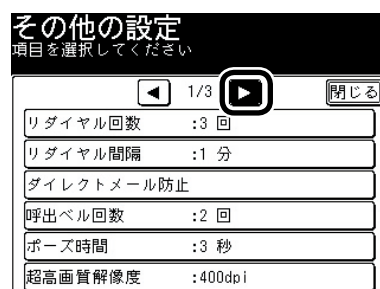 その他の設定
項目を選択してください
1/3 閉じる
リダイヤル回数 :3 回
リダイヤル間隔 :1 分
ダイレクトメール防止
呼出ベル回数 :2 回
ポーズ時間 :3 秒
超高画質解像度 :400dpi